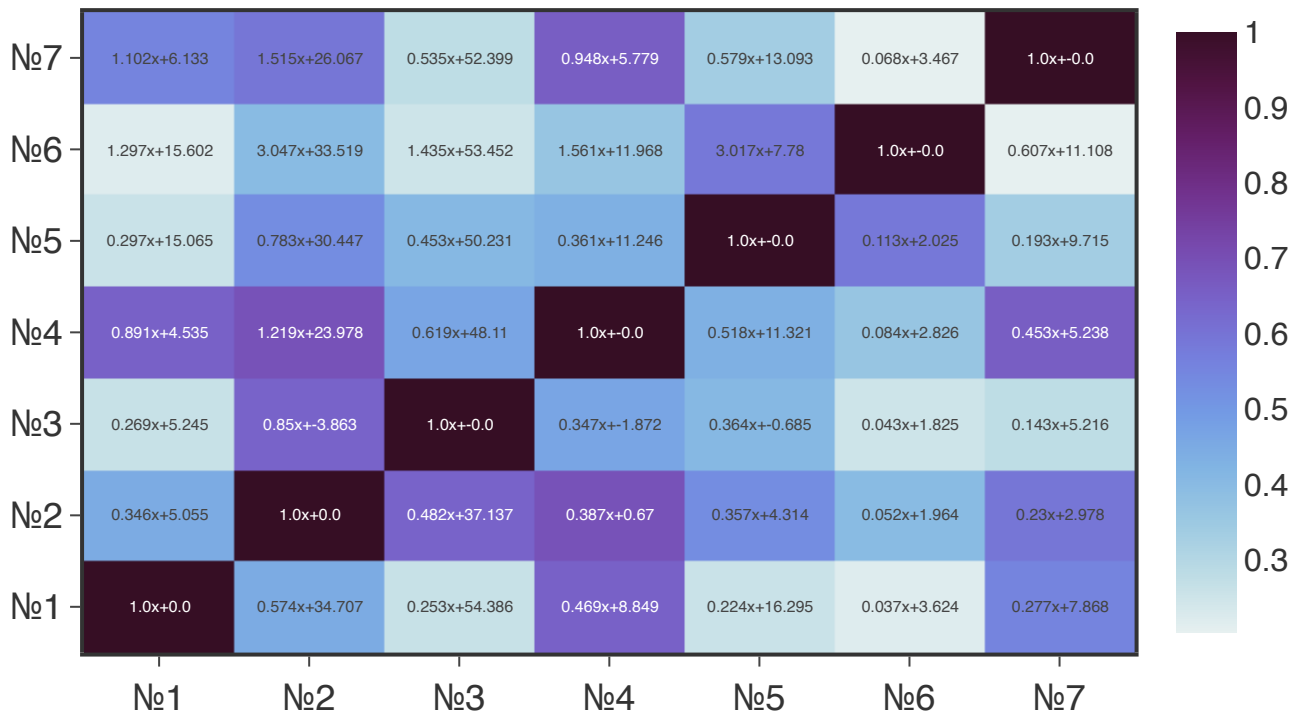 №7 1.102x+6.133 1.515x+26.067 0.535x+52.399 0.948x+5.779 0.579x+13.093 0.068x+3.467 1.0x+-0.0
№6 1.297x+15.602 3.047x+33.519 1.435x+53.452 1.561x+11.968 3.017x+7.78 1.0x+-0.0 0.607x+11.108
№5 0.297x+15.065 0.783x+30.447 0.453x+50.231 0.361x+11.246 1.0x+-0.0 0.113x+2.025 0.193x+9.715
№4 0.891x+4.535 1.219x+23.978 0.619x+48.11 1.0x+-0.0 0.518x+11.321 0.084x+2.826 0.453x+5.238
№3 0.269x+5.245 0.85x+-3.863 1.0x+-0.0 0.347x+-1.872 0.364x+-0.685 0.043x+1.825 0.143x+5.216
№2 0.346x+5.055 1.0x+0.0 0.482x+37.137 0.387x+0.67 0.357x+4.314 0.052x+1.964 0.23x+2.978
№1 1.0x+0.0 0.574x+34.707 0.253x+54.386 0.469x+8.849 0.224x+16.295 0.037x+3.624 0.277x+7.868
№1 №2 №3 №4 №5 №6 №7
1
0.9
0.8
0.7
0.6
0.5
0.4
0.3